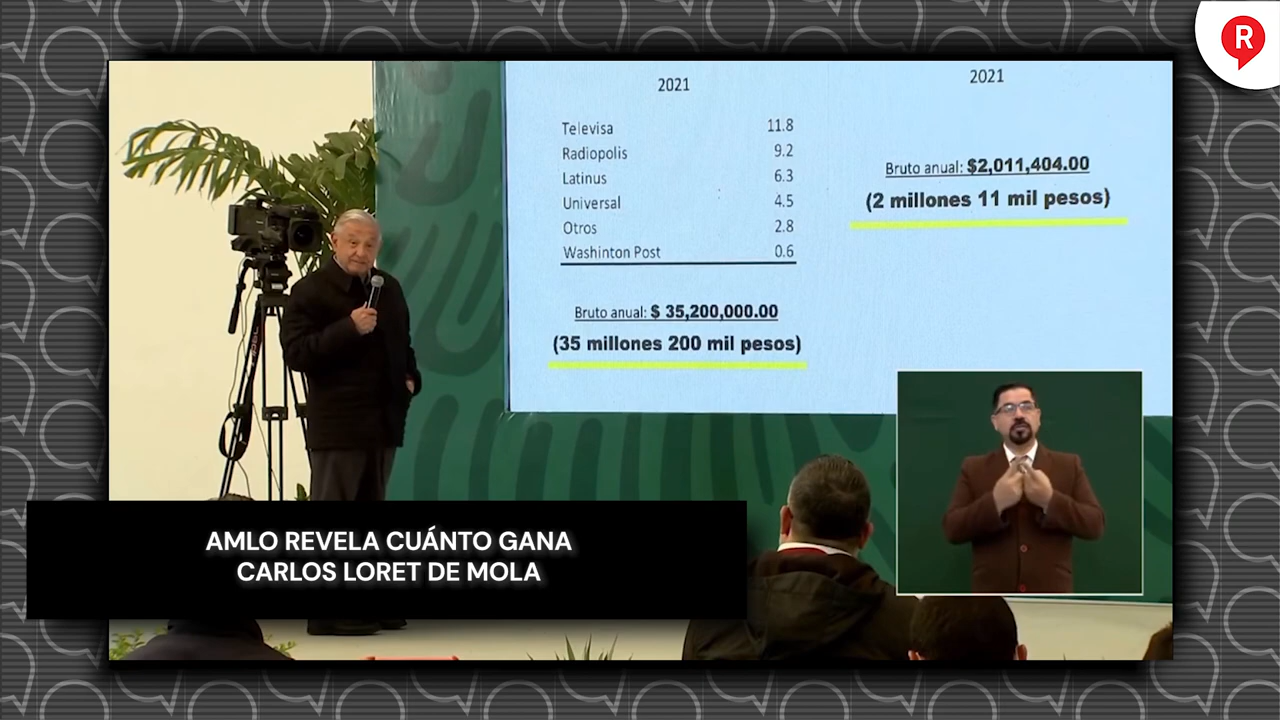 R
2021
Televisa 11.8
Radiopolis 9.2
Latinus 6.3
Universal 4.5
Otros 2.8
Washinton Post 0.6
Bruto anual: $ 35,200,000.00
(35 millones 200 mil pesos)
2021
Bruto anual: $2,011,404.00
(2 millones 11 mil pesos)
AMLO REVELA CUÁNTO GANA
CARLOS LORET DE MOLA